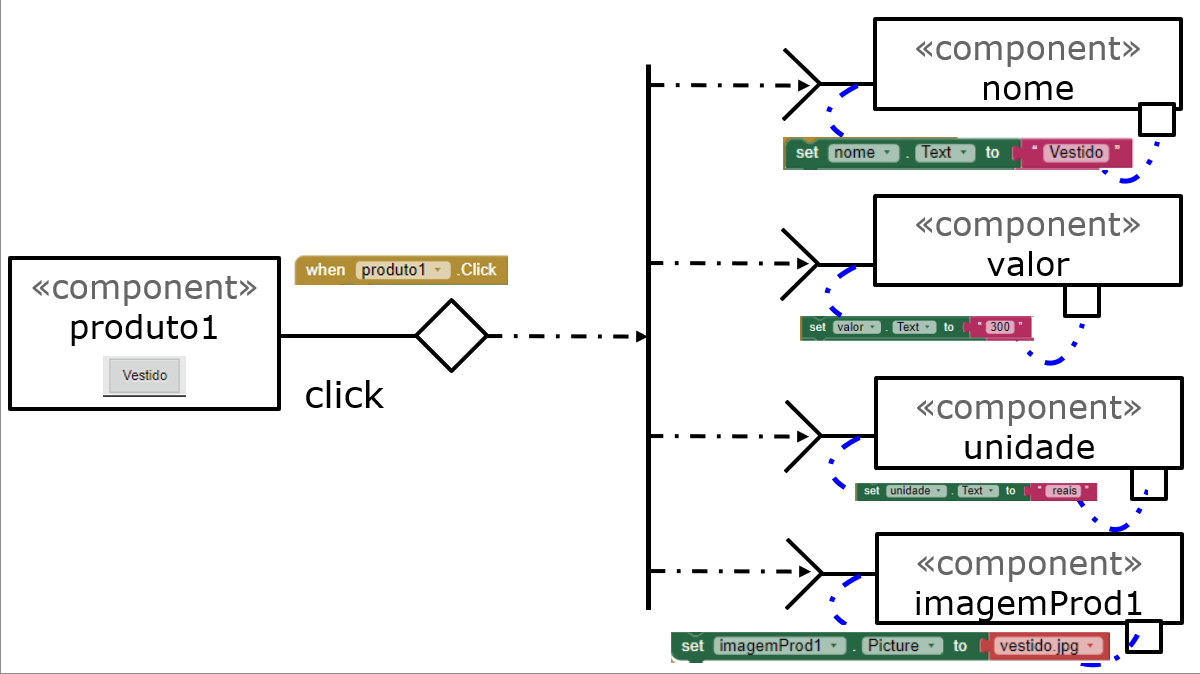 «component»
produto1
Vestido
when produto1 .Click
click
«component»
nome
set nome . Text to " Vestido "
«component»
valor
set valor . Text to " 300 "
«component»
unidade
set unidade . Text to " reais "
«component»
imagemProd1
set imagemProd1 . Picture to vestido.jpg